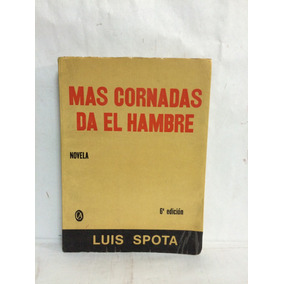 MAS CORNADAS
DA EL HAMBRE
NOVELA
6ª edición
LUIS SPOTA